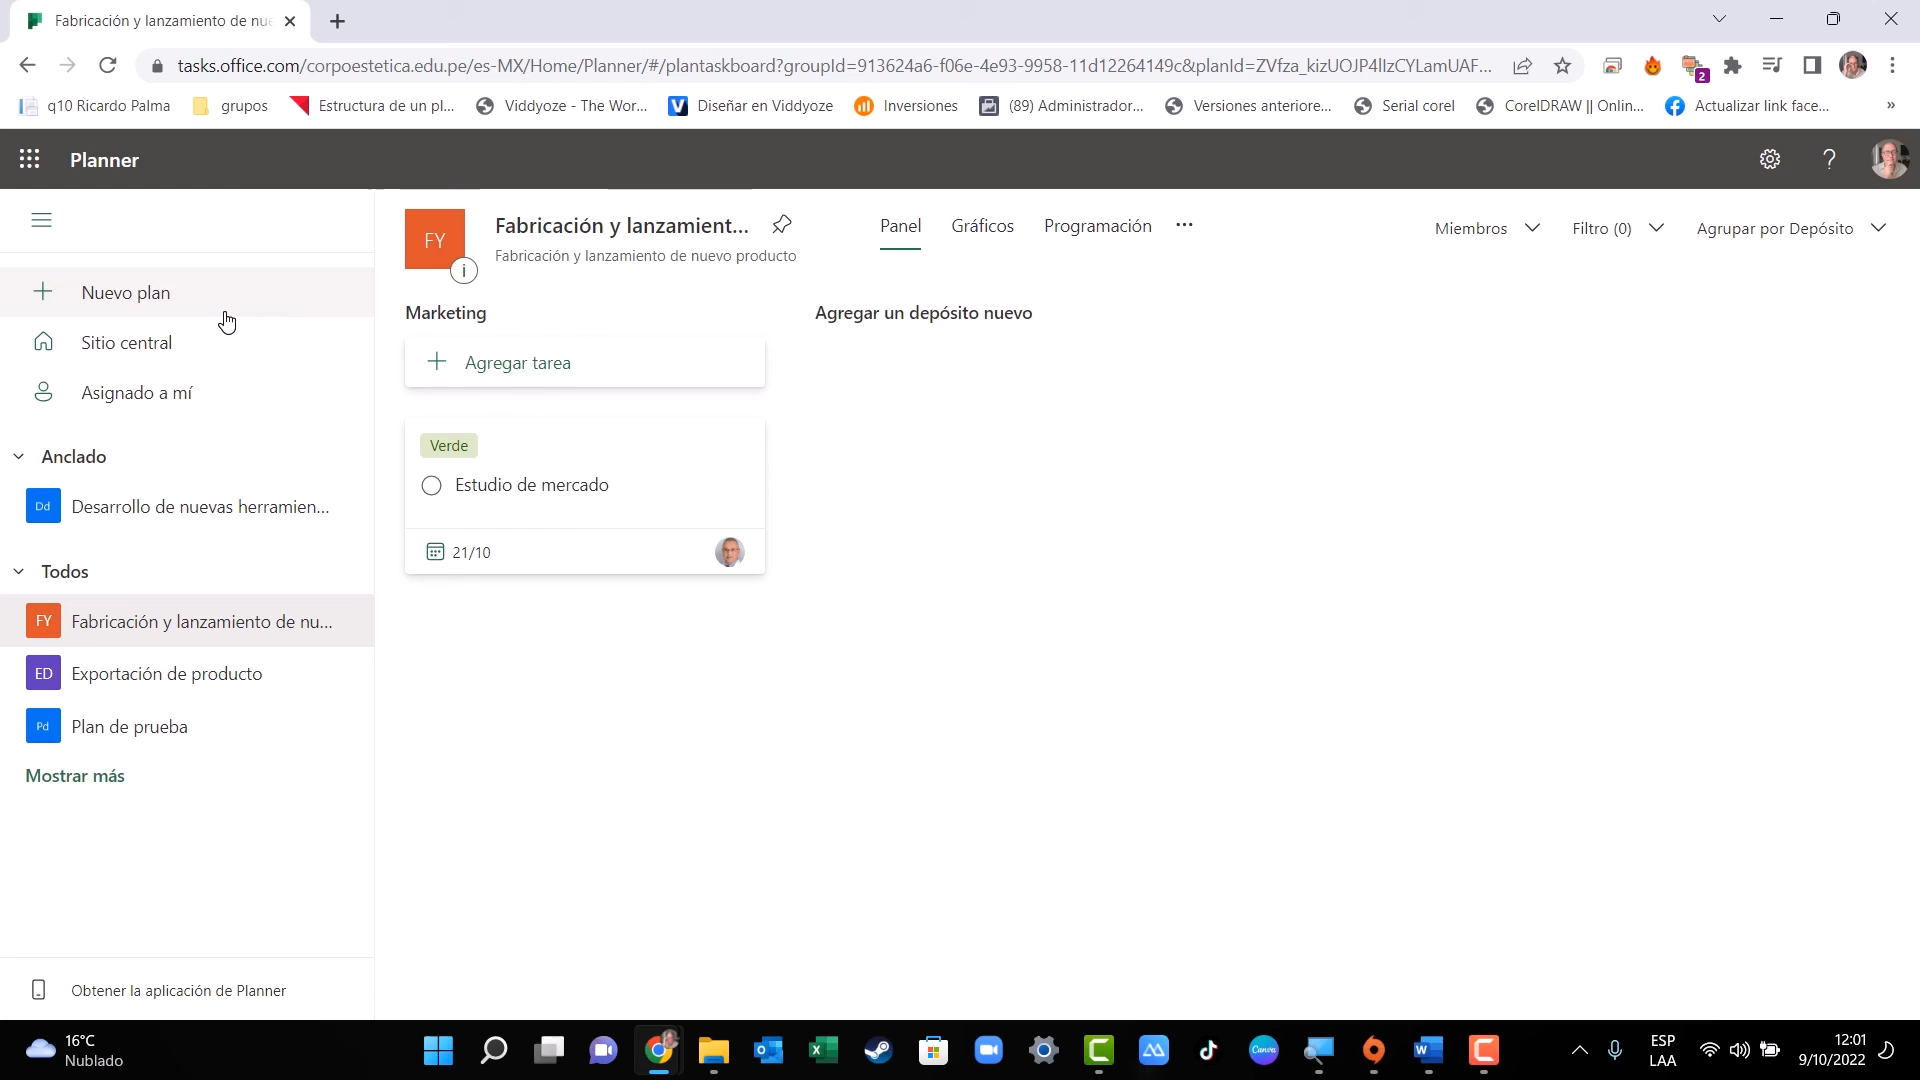 Fabricación y lanzamiento de nue
tasks.office.com/corpoestetica.edu.pe/es-MX/Home/Planner/#/plantaskboard?groupId=913624a6-f06e-4e93-9958-11d12264149c&planId=ZVfza_kizUOJP4lIzCYLamUAF...
2
q10 Ricardo Palma
grupos
Estructura de un pl...
Viddyoze - The Wor...
Diseñar en Viddyoze
Inversiones
(89) Administrador...
Versiones anteriore...
Serial corel
CorelDRAW || Onlin...
Actualizar link face...
»
Planner
?
FY
i
Fabricación y lanzamient...
Fabricación y lanzamiento de nuevo producto
Panel
Gráficos
Programación
...
Miembros
Filtro (0)
Agrupar por Depósito
Nuevo plan
Sitio central
Asignado a mí
Anclado
Dd
Desarrollo de nuevas herramien...
Todos
FY
Fabricación y lanzamiento de nu...
ED
Exportación de producto
Pd
Plan de prueba
Mostrar más
Obtener la aplicación de Planner
Marketing
Agregar tarea
Verde
Estudio de mercado
21/10
Agregar un depósito nuevo
16°C
Nublado
Canva
ESP
LAA
12:01
9/10/2022